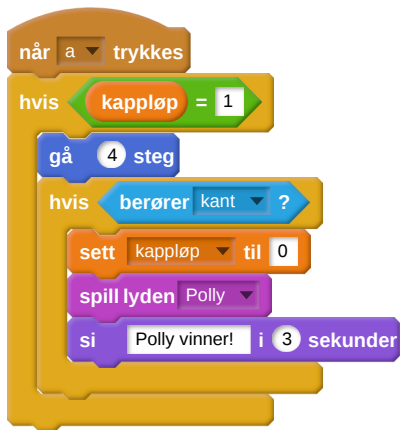 når a trykkes
hvis kappløp = 1
gå 4 steg
hvis berører kant ?
sett kappløp til 0
spill lyden Polly
si Polly vinner! i 3 sekunder